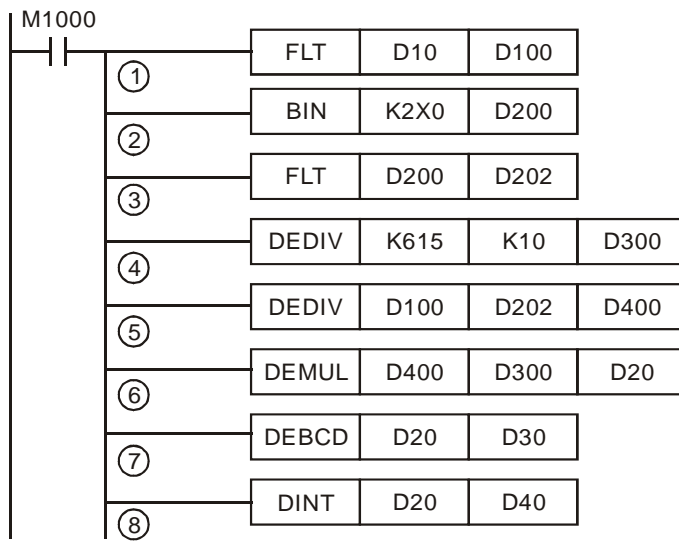 M1000
FLT D10 D100
1
BIN K2X0 D200
2
FLT D200 D202
3
DEDIV K615 K10 D300
4
DEDIV D100 D202 D400
5
DEMUL D400 D300 D20
6
DEBCD D20 D30
7
DINT D20 D40
8